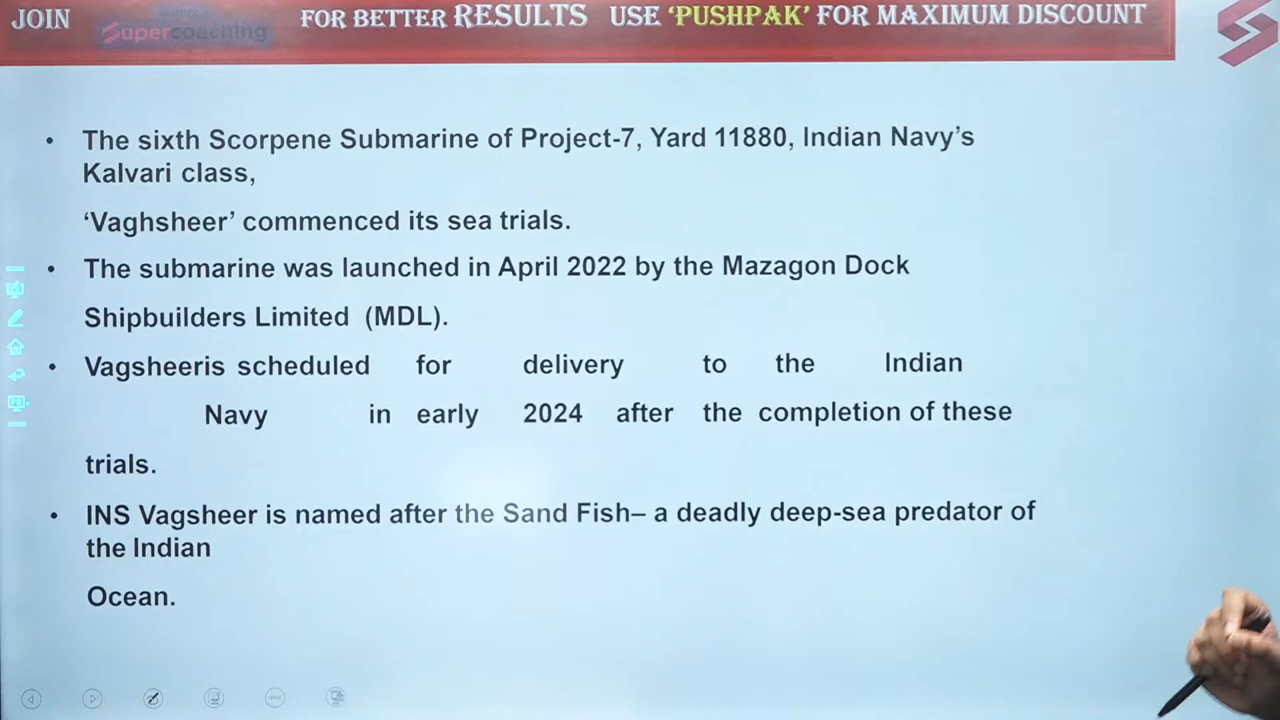 JOIN
Supercoaching
FOR BETTER RESULTS USE ‘PUSHPAK’ FOR MAXIMUM DISCOUNT
• The sixth Scorpene Submarine of Project-7, Yard 11880, Indian Navy’s
Kalvari class,
‘Vaghsheer’ commenced its sea trials.
• The submarine was launched in April 2022 by the Mazagon Dock
Shipbuilders Limited (MDL).
• Vagsheeris scheduled for delivery to the Indian
Navy in early 2024 after the completion of these
trials.
• INS Vagsheer is named after the Sand Fish– a deadly deep-sea predator of
the Indian
Ocean.